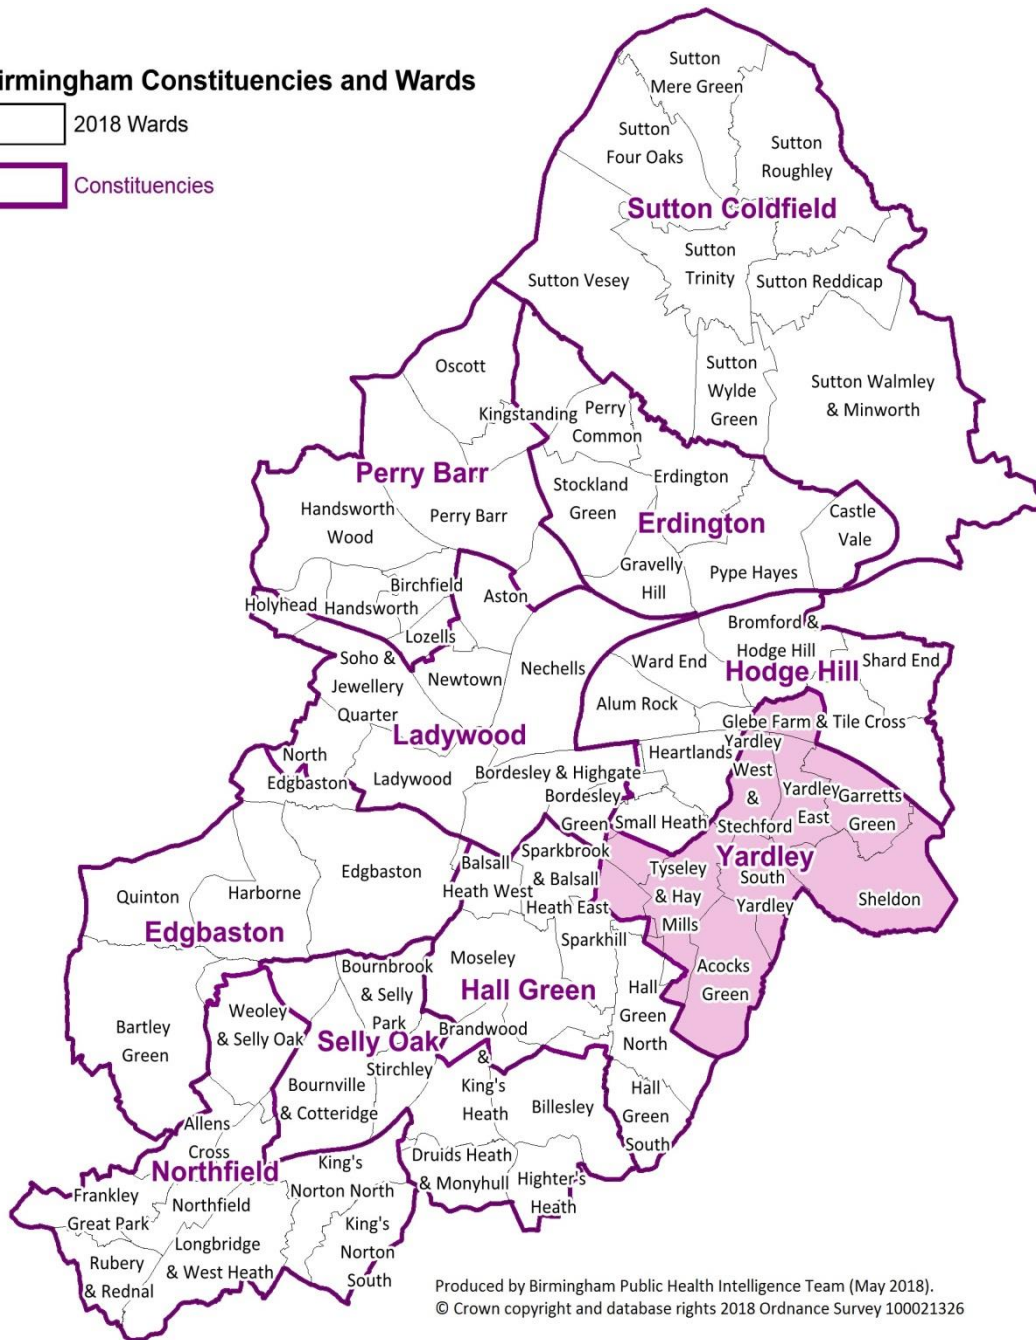 irmingham Constituencies and Wards
2018 Wards
Constituencies
Sutton
Mere Green
Sutton
Four Oaks
Sutton
Roughley
Sutton Coldfield
Sutton
Trinity
Sutton Vesey
Sutton Reddicap
Sutton
Wylde
Green
Sutton Walmley
& Minworth
Oscott
Kingstanding
Perry
Common
Perry Barr
Handsworth
Wood
Perry Barr
Stockland
Green
Erdington
Erdington
Castle
Vale
Gravelly
Hill
Pype Hayes
Holyhead
Handsworth
Birchfield
Lozells
Aston
Soho &
Jewellery
Quarter
Newtown
Nechells
Ladywood
Ladywood
North
Edgbaston
Bordesley & Highgate
Bordesley
Green
Bromford &
Hodge Hill
Ward End
Hodge Hill
Shard End
Alum Rock
Glebe Farm & Tile Cross
Heartlands
Small Heath
Yardley
West
&
Stechford
Yardley
East
Garretts
Green
Yardley
Tyseley
& Hay
Mills
South
Yardley
Sheldon
Acocks
Green
Quinton
Harborne
Edgbaston
Edgbaston
Bartley
Green
Balsall
Heath West
Sparkbrook
& Balsall
Heath East
Sparkhill
Moseley
Hall Green
Hall
Green
North
Hall
Green
South
Bournbrook
& Selly
Park
Weoley
& Selly Oak
Selly Oak
Stirchley
Bournville
& Cotteridge
Brandwood
&
King's
Heath
Billesley
Druids Heath
& Monyhull
Highter's
Heath
Allens
Cross
Northfield
Frankley
Great Park
Northfield
King's
Norton North
King's
Norton
South
Longbridge
& West Heath
Rubery
& Rednal
Produced by Birmingham Public Health Intelligence Team (May 2018).
© Crown copyright and database rights 2018 Ordnance Survey 100021326